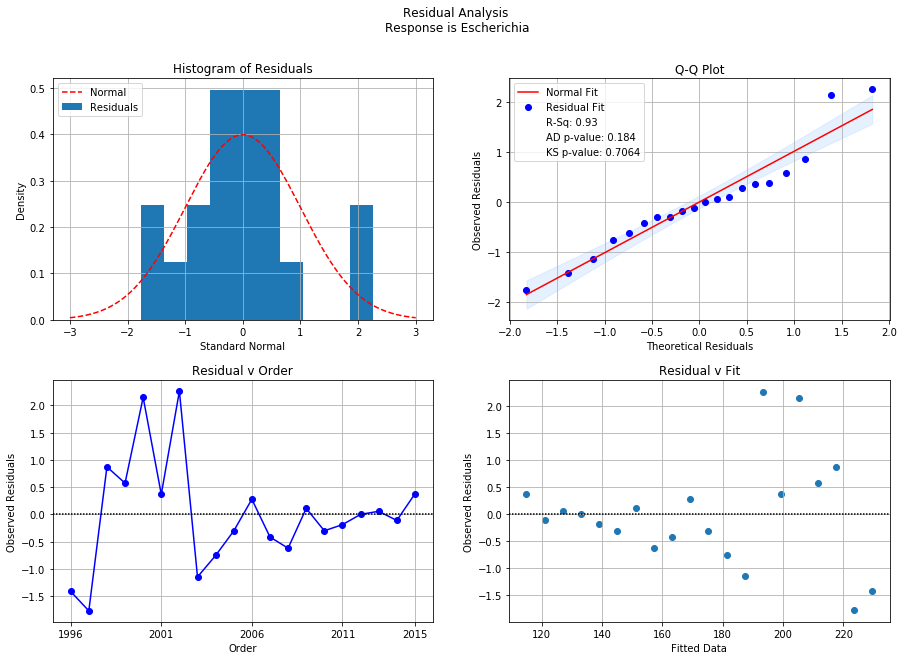 Residual Analysis
Response is Escherichia
Histogram of Residuals
Normal
Residuals
0.5
0.4
0.3
0.2
0.1
0.0
Density
−3
−2
−1
0
1
2
3
Standard Normal
Q-Q Plot
Normal Fit
Residual Fit
R-Sq: 0.93
AD p-value: 0.184
KS p-value: 0.7064
2
1
0
−1
−2
Observed Residuals
−2.0
−1.5
−1.0
−0.5
0.0
0.5
1.0
1.5
2.0
Theoretical Residuals
Residual v Order
2.0
1.5
1.0
0.5
0.0
−0.5
−1.0
−1.5
Observed Residuals
1996
2001
2006
2011
2015
Order
Residual v Fit
2.0
1.5
1.0
0.5
0.0
−0.5
−1.0
−1.5
Observed Residuals
120
140
160
180
200
220
Fitted Data